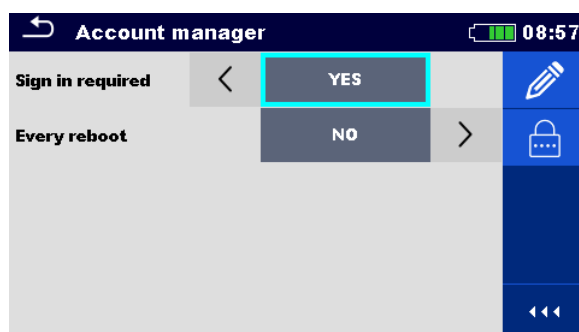 Account manager 08:57
Sign in required YES
Every reboot NO